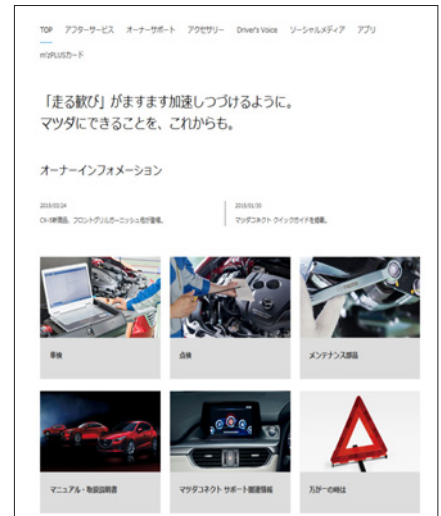 TOP アフターサービス オーナーサポート アクセサリー Driver's Voice ソーシャルメディア アプリ
m'zPLUSカード
「走る歓び」がますます加速しつづけるように。
マツダにできることを、これからも。
オーナーインフォメーション
2015/03/24
CX-5新商品、フロントグリルガーニッシュ他が登場。
2015/01/30
マツダコネクト クイックガイドを掲載。
車検
点検
メンテナンス部品
マニュアル・取扱説明書
マツダコネクト サポート関連情報
万が一の時は